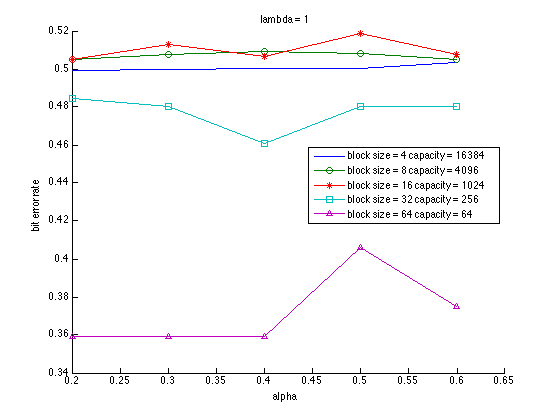 lambda = 1
0.52
0.5
0.48
0.46
0.44
0.42
0.4
0.38
0.36
0.34
bit error rate
block size = 4 capacity = 16384
block size = 8 capacity = 4096
block size = 16 capacity = 1024
block size = 32 capacity = 256
block size = 64 capacity = 64
0.2 0.25 0.3 0.35 0.4 0.45 0.5 0.55 0.6 0.65
alpha